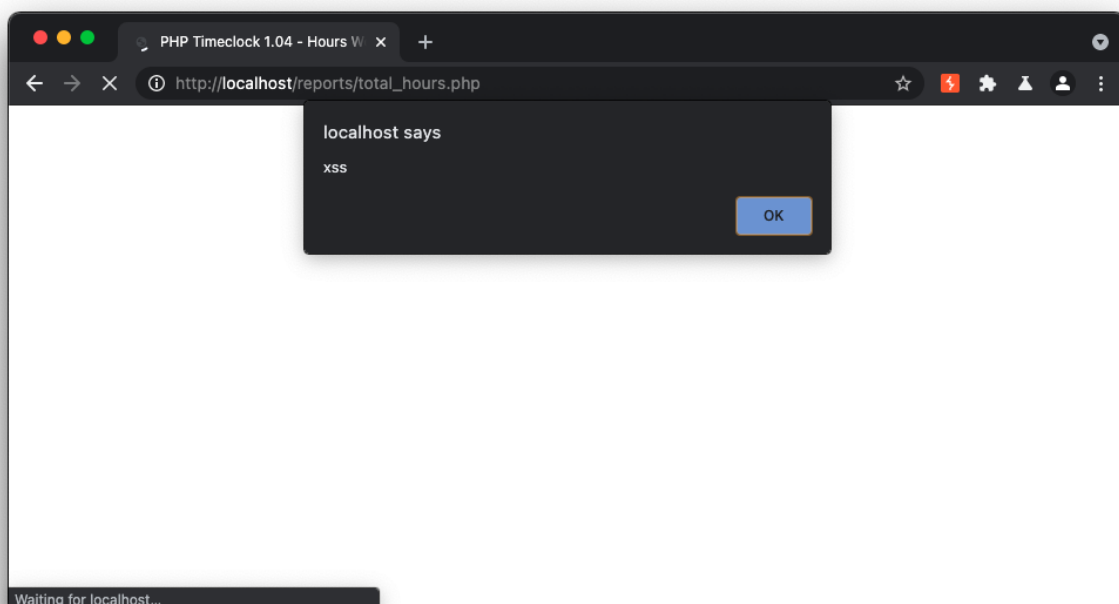 PHP Timeclock 1.04 - Hours W
http://localhost/reports/total_hours.php
localhost says
xss
OK
Waiting for localhost...